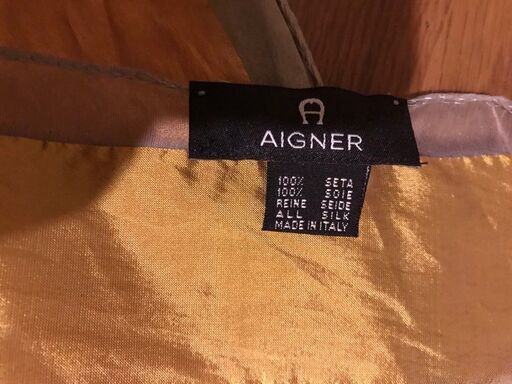 AIGNER
100% SETA
100% SOIE
REINE SEIDE
ALL SILK
MADE IN ITALY